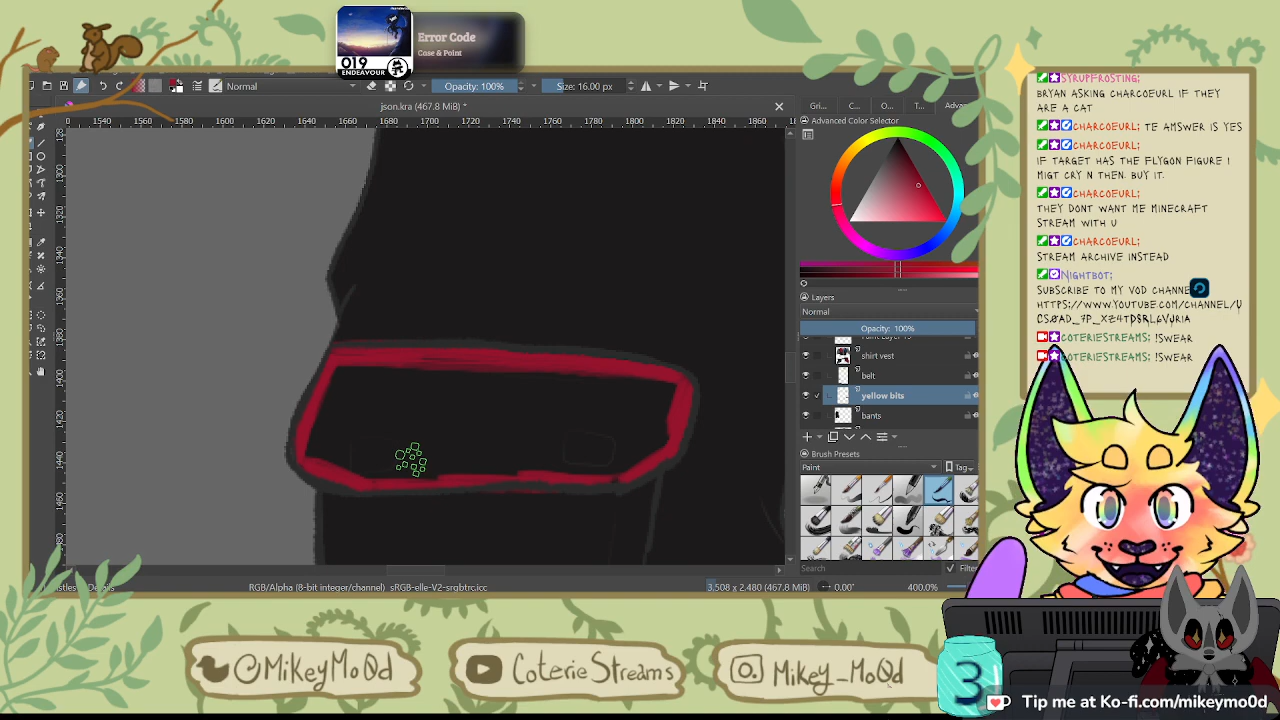 Error Code
Case & Point
019
ENDEAVOUR
Normal
Opacity: 100%
Size: 16.00 px
json.kra (467.8 MiB) *
Gri...
C...
O...
T...
Advan
1540
1560
1580
1600
1620
1640
1660
1680
1700
1720
1740
1760
1780
1800
1820
1840
1860
Advanced Color Selector
Layers
Normal
Opacity: 100%
shirt vest
belt
yellow bits
bants
Brush Presets
Paint
Tag
Search
Filter
RGB/Alpha (8-bit integer/channel) sRGB-elle-V2-srgbtrc.icc
3,508 x 2,480 (467.8 MiB)
0.00°
400.0%
SYRUPFROSTING:
BRYAN ASKING CHARCOEURL IF THEY
ARE A CAT
CHARCOEURL: TE AMSWER IS YES
CHARCOEURL:
IF TARGET HAS THE FLYGON FIGURE I
MIGT CRY N THEN. BUY IT.
CHARCOEURL:
THEY DONT WANT ME MINECRAFT
STREAM WITH U
CHARCOEURL:
STREAM ARCHIVE INSTEAD
NIGHTBOT:
SUBSCRIBE TO MY VOD CHANNE
COTERIESTREAMS: !SWEAR
COTERIESTREAMS: !SWEAR
@MikeyMo0d
CoterieStreams
Mikey_Mo0d
3
Tip me at Ko-fi.com/mikeymo0d